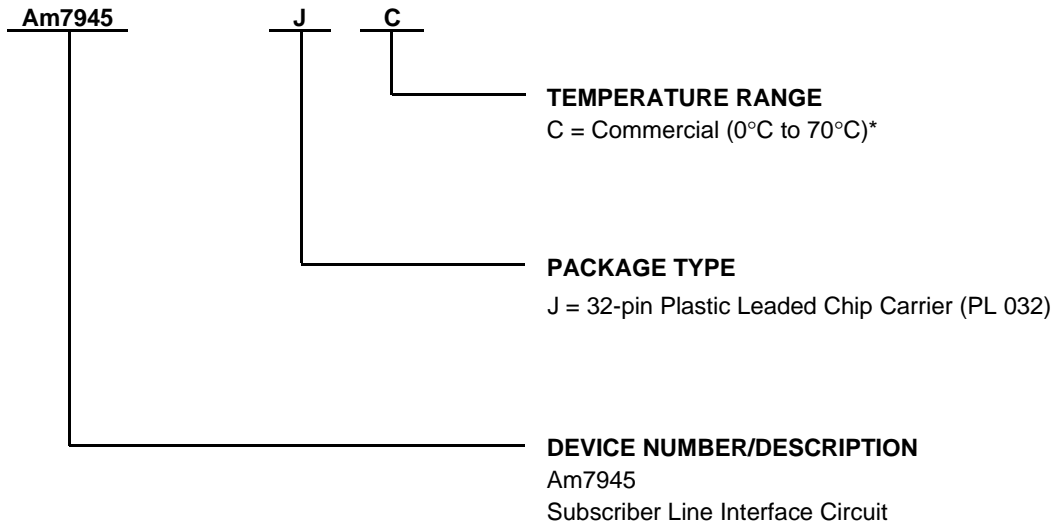 Am7945 J C
TEMPERATURE RANGE
C = Commercial (0°C to 70°C)*
PACKAGE TYPE
J = 32-pin Plastic Leaded Chip Carrier (PL 032)
DEVICE NUMBER/DESCRIPTION
Am7945
Subscriber Line Interface Circuit